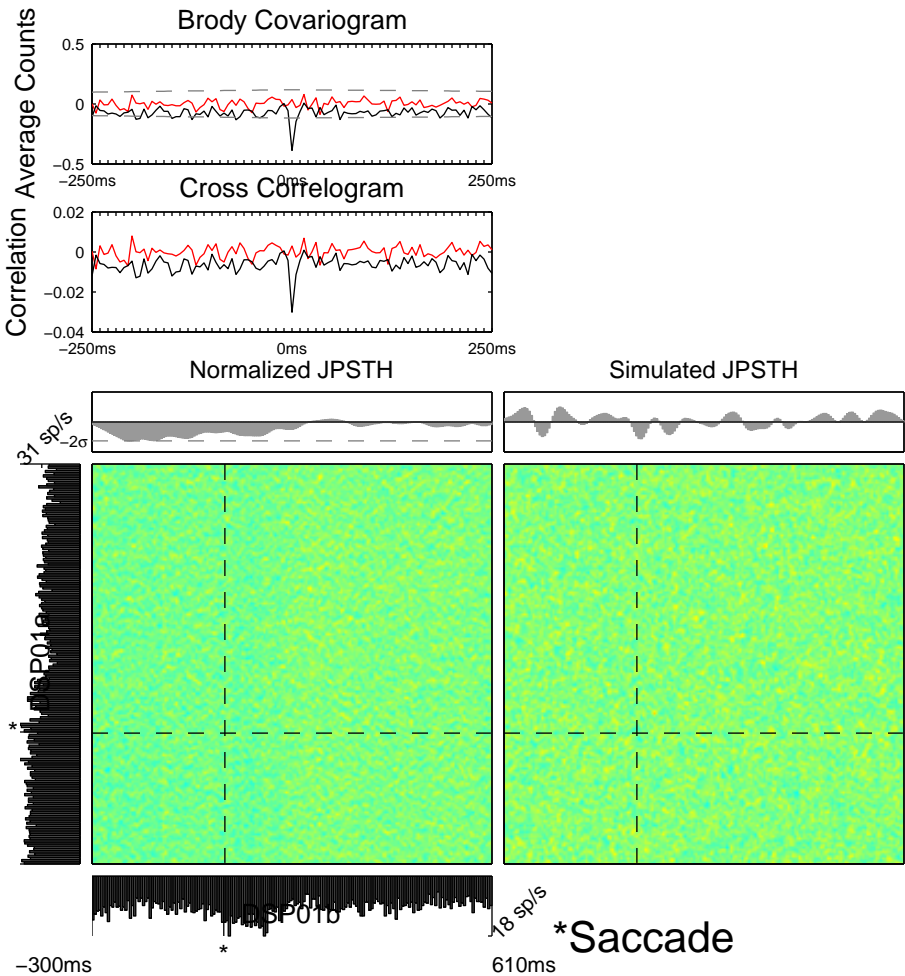 Brody Covariogram
Average Counts
0.5
0
−0.5
−250ms
0ms
250ms
Cross Correlogram
Correlation
0.02
0
−0.02
−0.04
−250ms
0ms
250ms
Normalized JPSTH
Simulated JPSTH
31 sp/s
−2σ
DSP01a
*
DSP01b
18 sp/s
*
*Saccade
−300ms
610ms